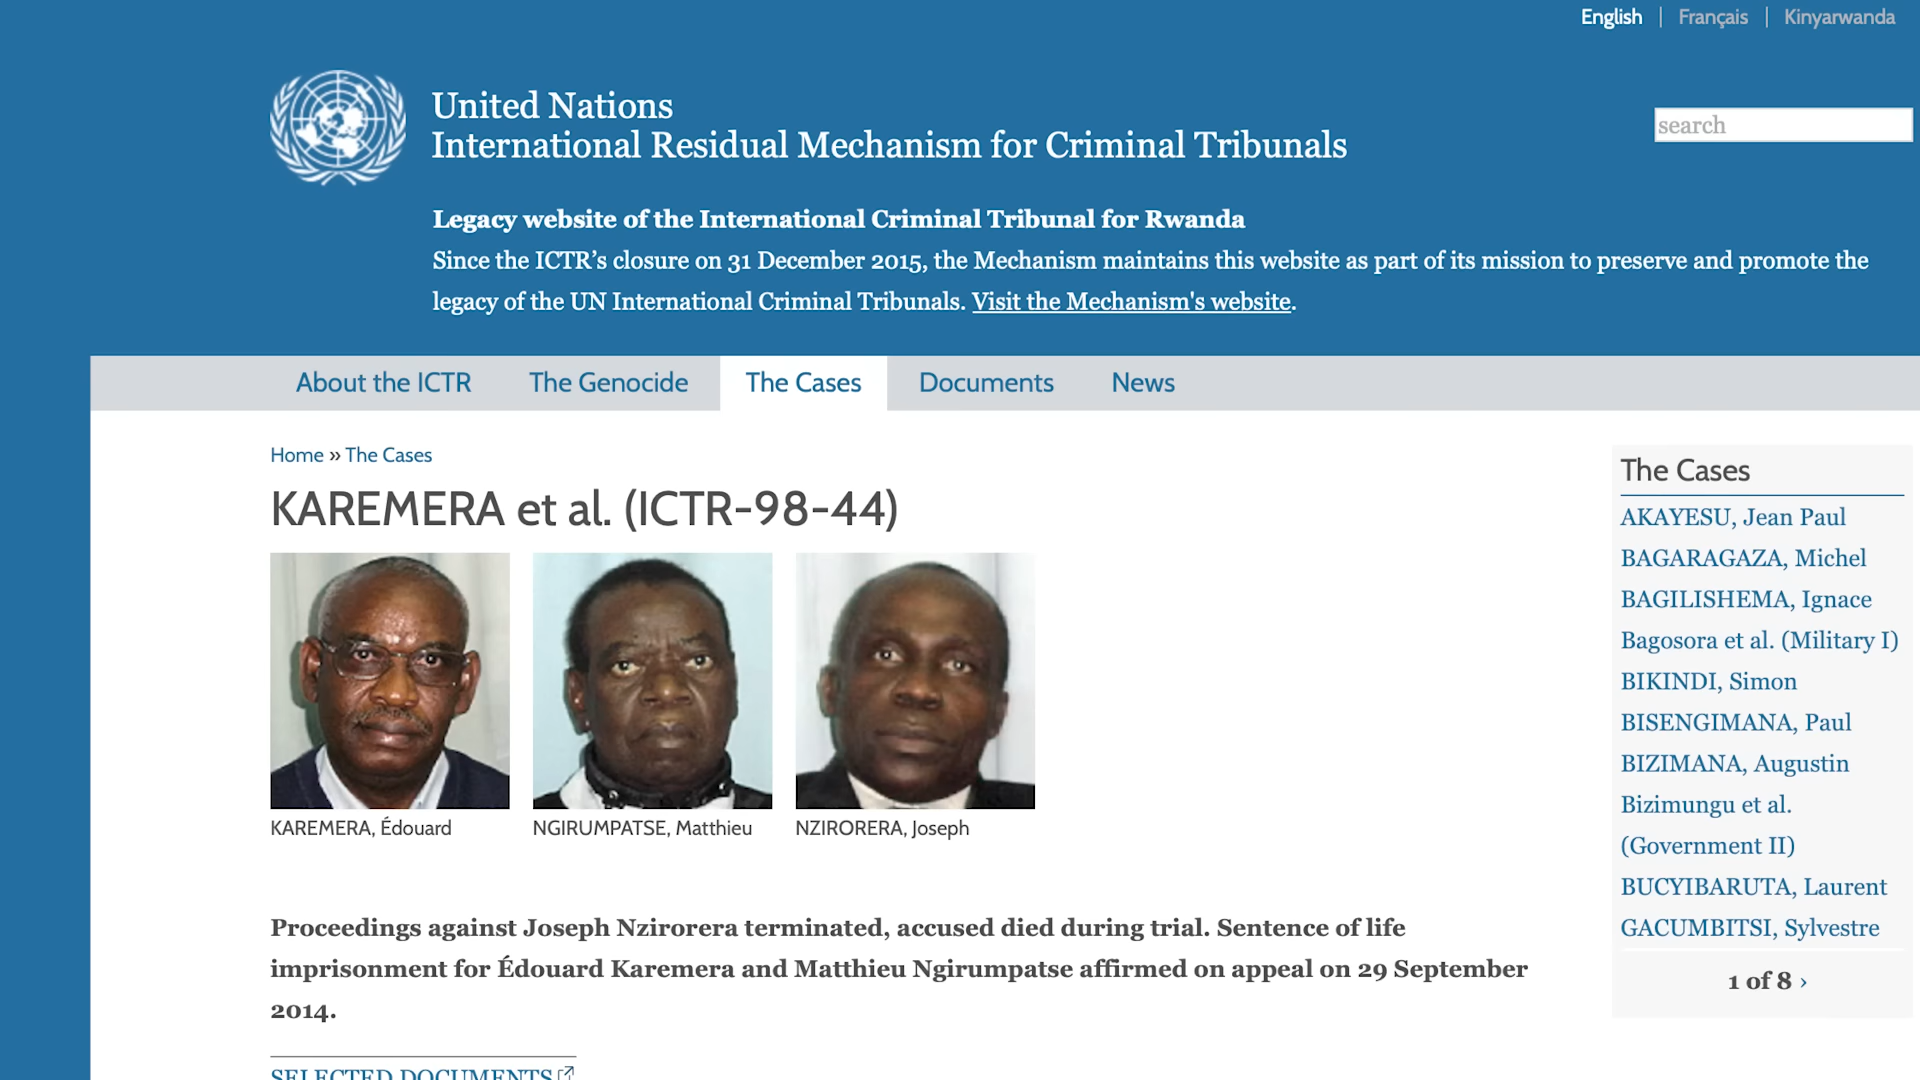 English | Français | Kinyarwanda
United Nations
International Residual Mechanism for Criminal Tribunals
search
Legacy website of the International Criminal Tribunal for Rwanda
Since the ICTR’s closure on 31 December 2015, the Mechanism maintains this website as part of its mission to preserve and promote the
legacy of the UN International Criminal Tribunals. Visit the Mechanism's website.
About the ICTR The Genocide The Cases Documents News
Home » The Cases
KAREMERA et al. (ICTR-98-44)
KAREMERA, Édouard NGIRUMPATSE, Matthieu NZIRORERA, Joseph
Proceedings against Joseph Nzirorera terminated, accused died during trial. Sentence of life
imprisonment for Édouard Karemera and Matthieu Ngirumpatse affirmed on appeal on 29 September
2014.
SELECTED DOCUMENTS
The Cases
AKAYESU, Jean Paul
BAGARAGAZA, Michel
BAGILISHEMA, Ignace
Bagosora et al. (Military I)
BIKINDI, Simon
BISENGIMANA, Paul
BIZIMANA, Augustin
Bizimungu et al.
(Government II)
BUCYIBARUTA, Laurent
GACUMBITSI, Sylvestre
1 of 8 ›